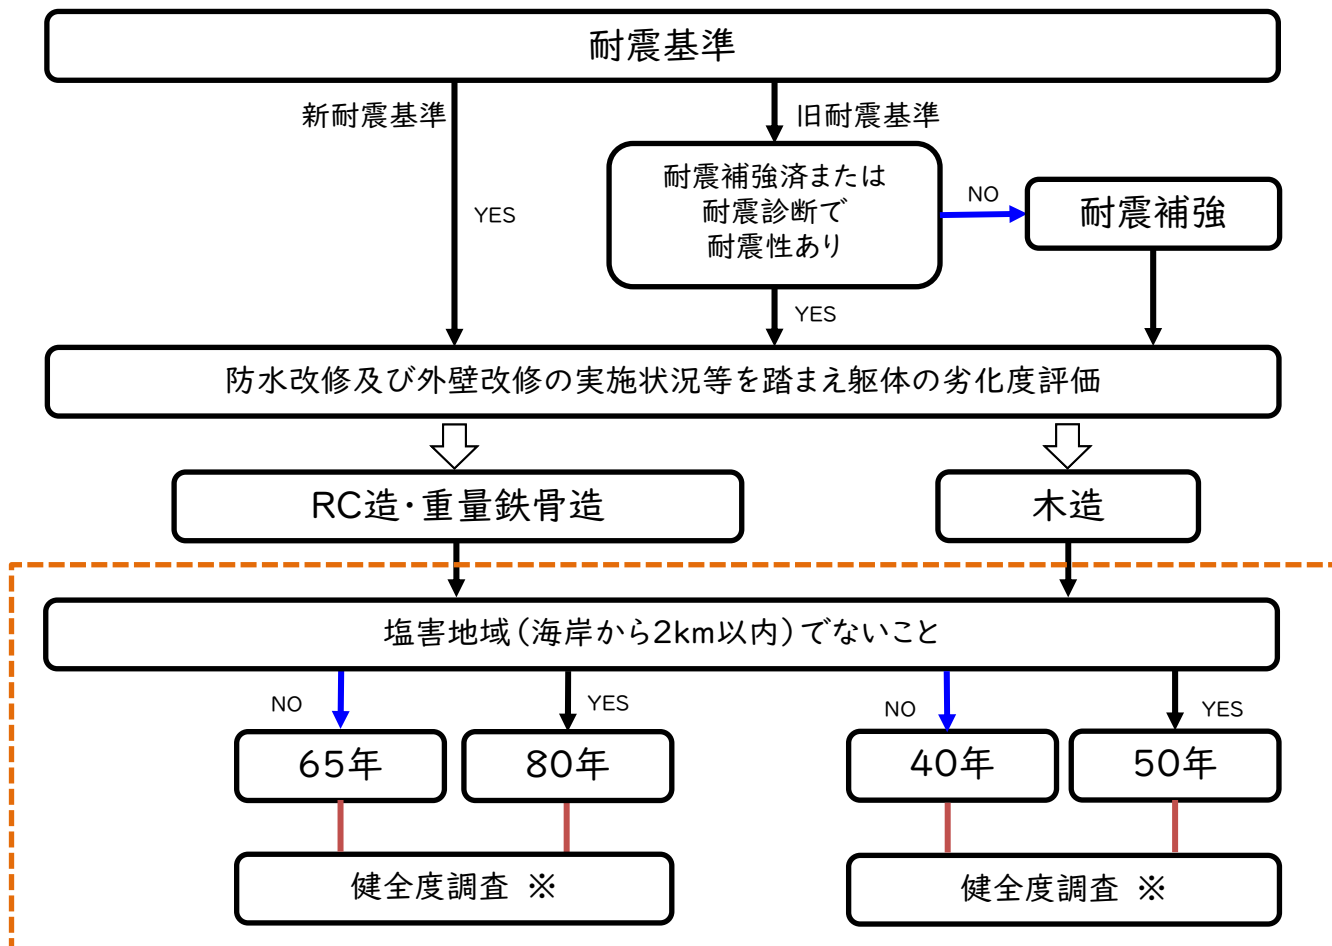 耐震基準
新耐震基準
旧耐震基準
耐震補強済または
耐震診断で
耐震性あり
NO
耐震補強
YES
YES
防水改修及び外壁改修の実施状況等を踏まえ躯体の劣化度評価
RC造・重量鉄骨造
木造
塩害地域(海岸から2km以内)でないこと
NO
YES
NO
YES
65年
80年
40年
50年
健全度調査 ※
健全度調査 ※